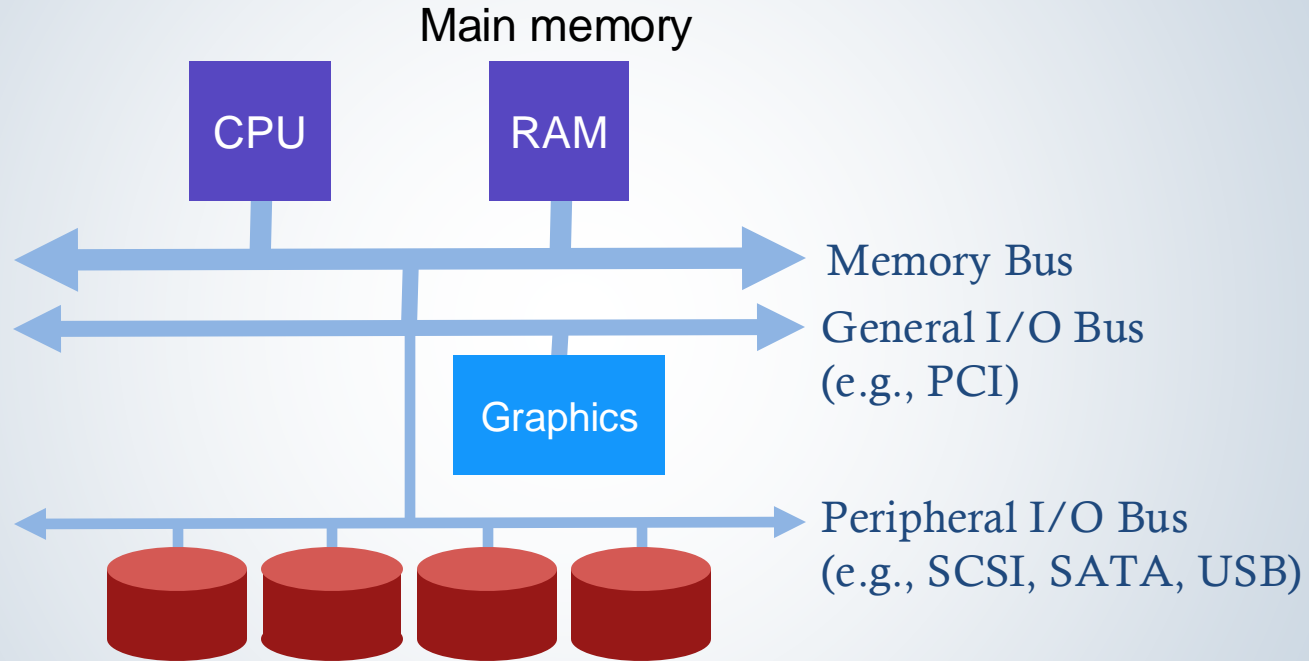 Main memory
CPU
RAM
Memory Bus
General I/O Bus
(e.g., PCI)
Graphics
Peripheral I/O Bus
(e.g., SCSI, SATA, USB)